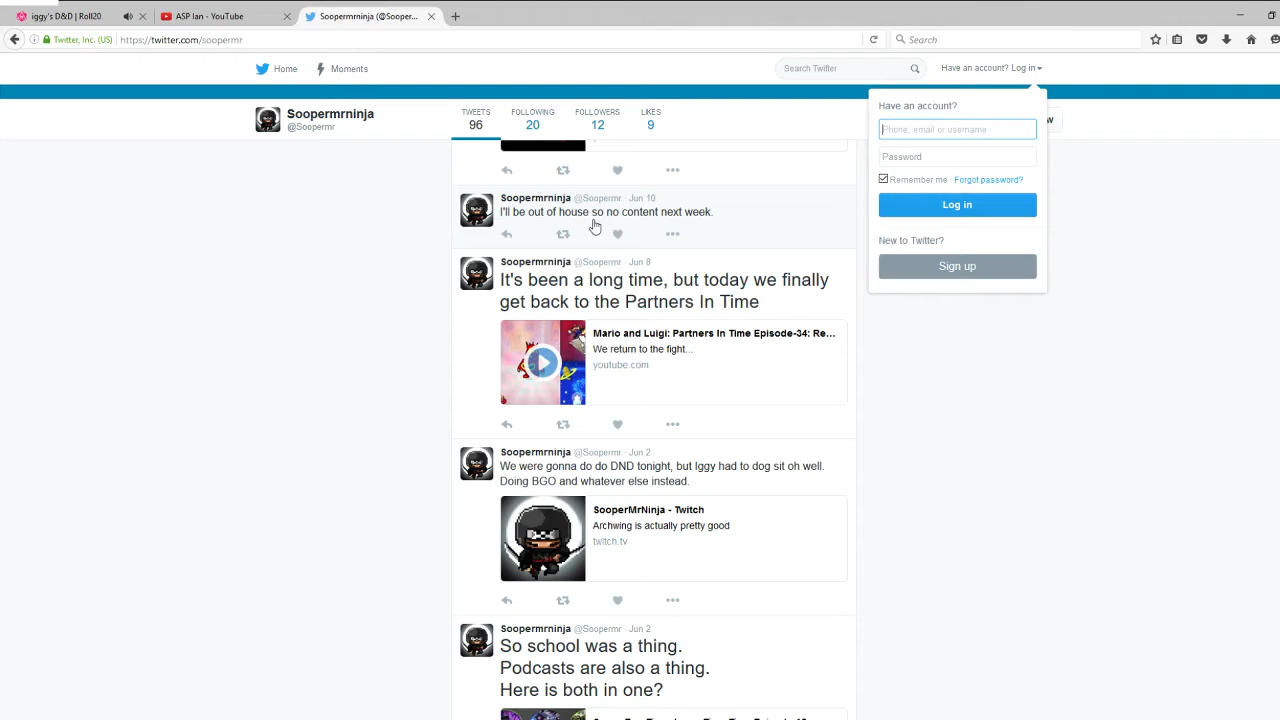 iggy's D&D | Roll20
ASP Ian - YouTube
Soopermrninja (@Sooper...
Twitter, Inc. (US)
https://twitter.com/soopermr
Search
Home
Moments
Search Twitter
Have an account? Log in
Soopermrninja
@Soopermr
TWEETS
96
FOLLOWING
20
FOLLOWERS
12
LIKES
9
Have an account?
Phone, email or username
Password
Remember me · Forgot password?
Log in
New to Twitter?
Sign up
Soopermrninja @Soopermr · Jun 10
I'll be out of house so no content next week.
Soopermrninja @Soopermr · Jun 8
It's been a long time, but today we finally
get back to the Partners In Time
Mario and Luigi: Partners In Time Episode-34: Re...
We return to the fight...
youtube.com
Soopermrninja @Soopermr · Jun 2
We were gonna do do DND tonight, but Iggy had to dog sit oh well.
Doing BGO and whatever else instead.
SooperMrNinja - Twitch
Archwing is actually pretty good
twitch.tv
Soopermrninja @Soopermr · Jun 2
So school was a thing.
Podcasts are also a thing.
Here is both in one?